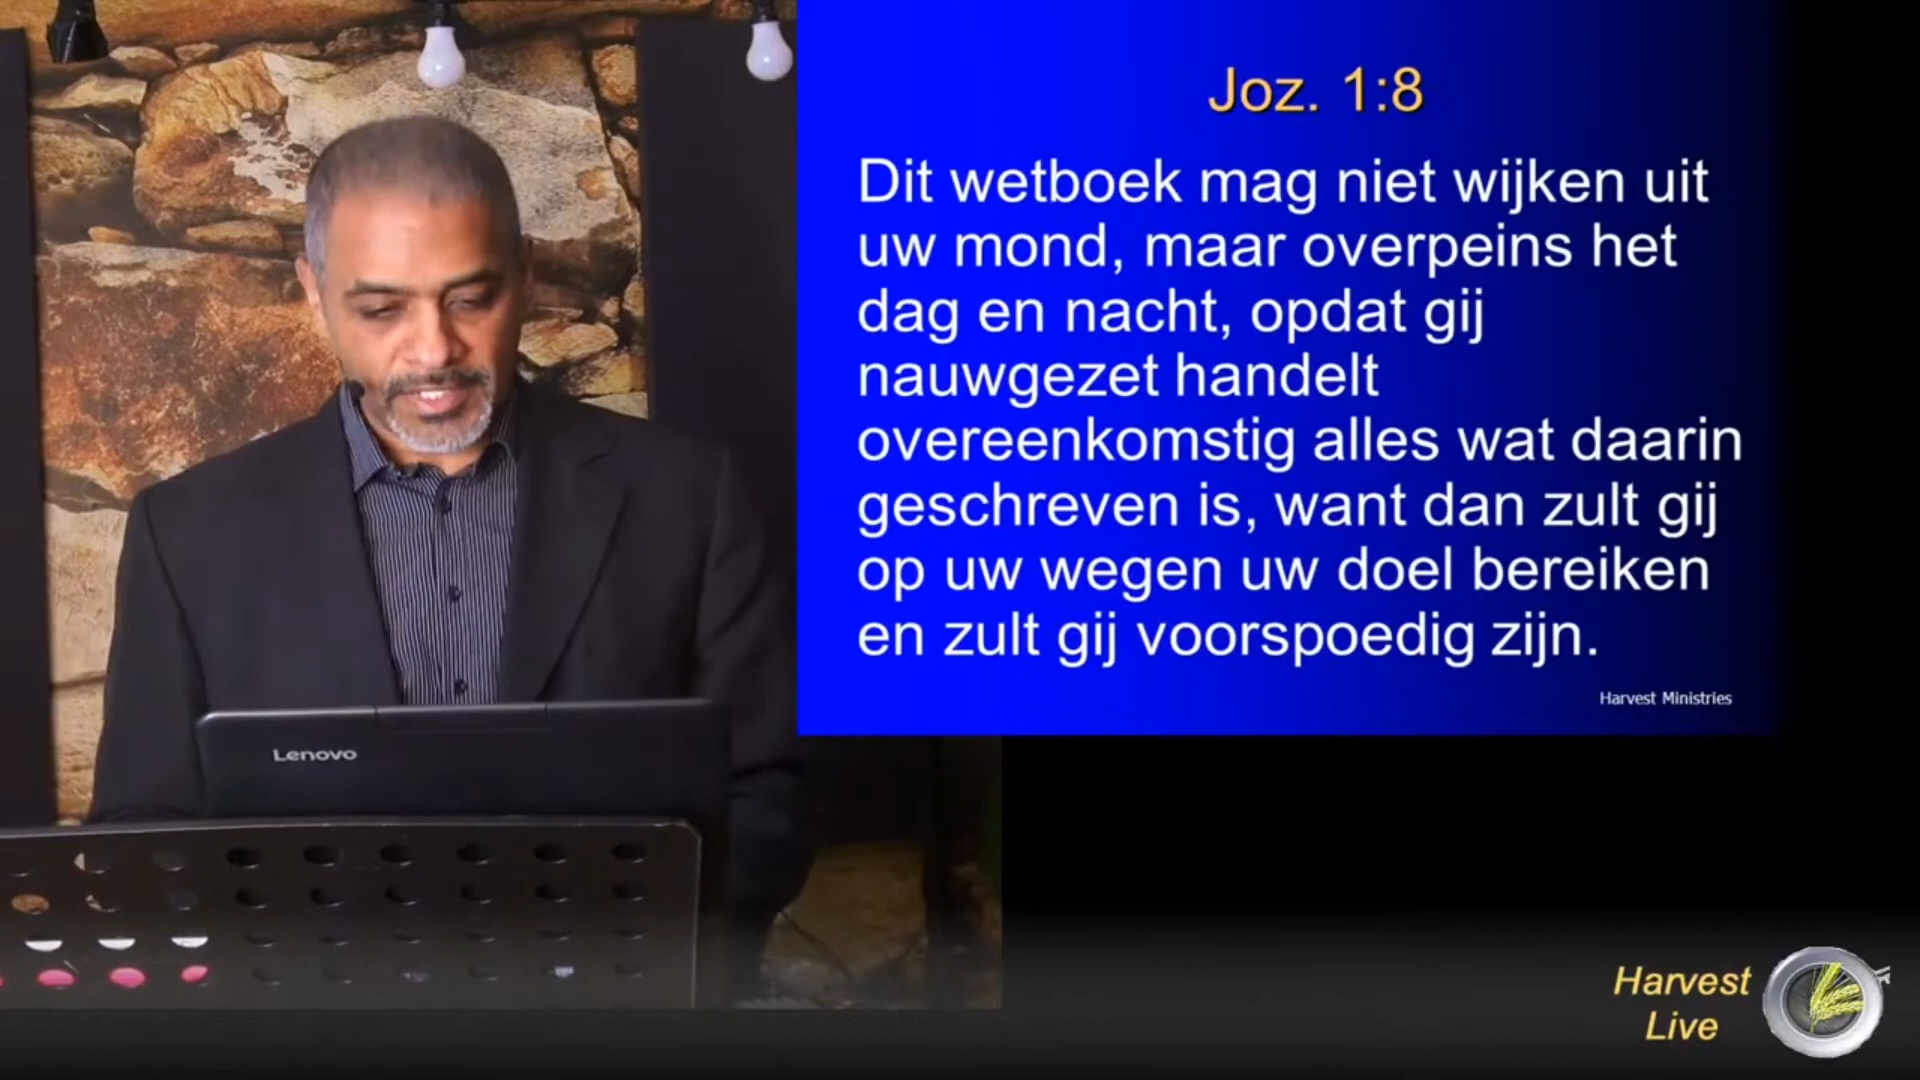 Joz. 1:8
Dit wetboek mag niet wijken uit
uw mond, maar overpeins het
dag en nacht, opdat gij
nauwgezet handelt
overeenkomstig alles wat daarin
geschreven is, want dan zult gij
op uw wegen uw doel bereiken
en zult gij voorspoedig zijn.
Harvest Ministries
Lenovo
Harvest
Live